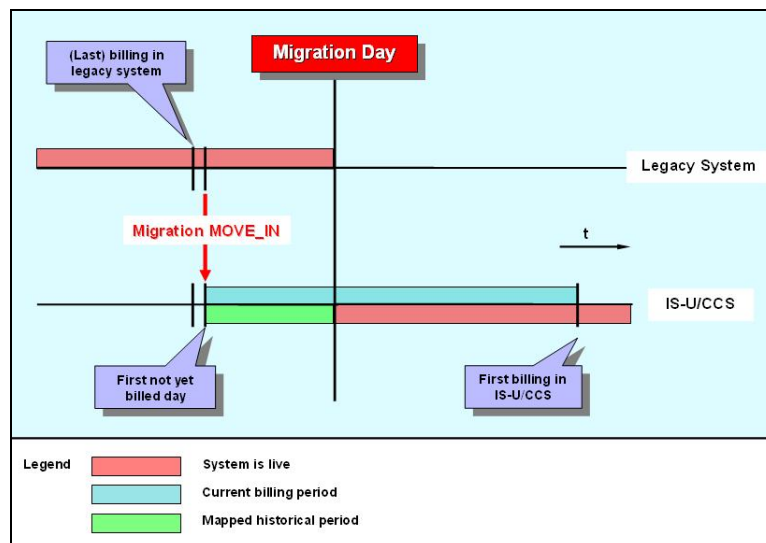 (Last) billing in
legacy system
Migration Day
Legacy System
Migration MOVE_IN
t
IS-U/CCS
First not yet
billed day
First billing in
IS-U/CCS
Legend
System is live
Current billing period
Mapped historical period